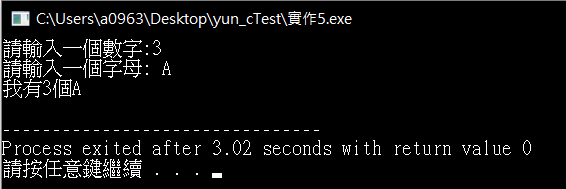 C:\Users\a0963\Desktop\yun_cTest\實作5.exe
請輸入一個數字:3
請輸入一個字母: A
我有3個A
--------------------------------
Process exited after 3.02 seconds with return value 0
請按任意鍵繼續 . . .